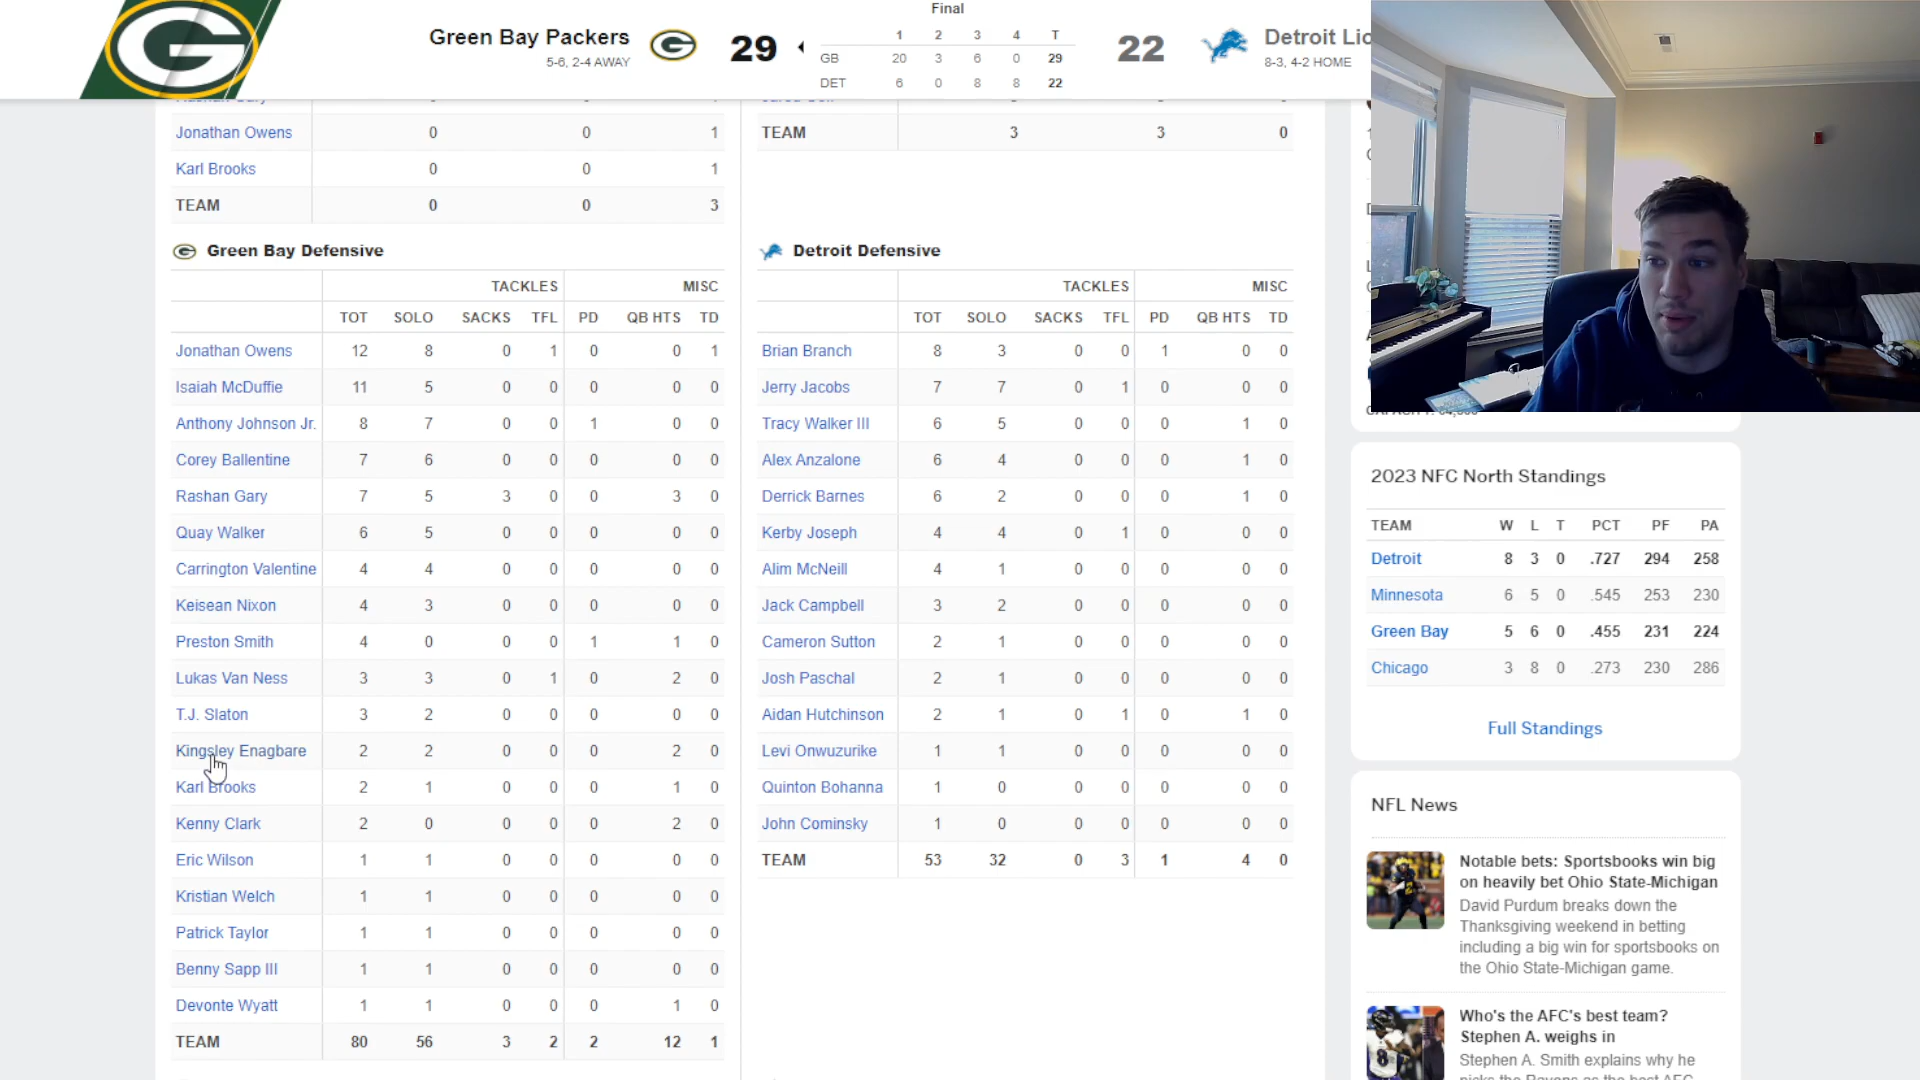 Final
Green Bay Packers
5-6, 2-4 AWAY
29
1 2 3 4 T
GB 20 3 6 0 29
DET 6 0 8 8 22
22
Detroit Lio
8-3, 4-2 HOME
Jonathan Owens 0 0 1
Karl Brooks 0 0 1
TEAM 0 0 3
TEAM 3 3 0
Green Bay Defensive
TACKLES MISC
TOT SOLO SACKS TFL PD QB HTS TD
Jonathan Owens 12 8 0 1 0 0 1
Isaiah McDuffie 11 5 0 0 0 0 0
Anthony Johnson Jr. 8 7 0 0 1 0 0
Corey Ballentine 7 6 0 0 0 0 0
Rashan Gary 7 5 3 0 0 3 0
Quay Walker 6 5 0 0 0 0 0
Carrington Valentine 4 4 0 0 0 0 0
Keisean Nixon 4 3 0 0 0 0 0
Preston Smith 4 0 0 0 1 1 0
Lukas Van Ness 3 3 0 1 0 2 0
T.J. Slaton 3 2 0 0 0 0 0
Kingsley Enagbare 2 2 0 0 0 2 0
Karl Brooks 2 1 0 0 0 1 0
Kenny Clark 2 0 0 0 0 2 0
Eric Wilson 1 1 0 0 0 0 0
Kristian Welch 1 1 0 0 0 0 0
Patrick Taylor 1 1 0 0 0 0 0
Benny Sapp III 1 1 0 0 0 0 0
Devonte Wyatt 1 1 0 0 0 1 0
TEAM 80 56 3 2 2 12 1
Detroit Defensive
TACKLES MISC
TOT SOLO SACKS TFL PD QB HTS TD
Brian Branch 8 3 0 0 1 0 0
Jerry Jacobs 7 7 0 1 0 0 0
Tracy Walker III 6 5 0 0 0 1 0
Alex Anzalone 6 4 0 0 0 1 0
Derrick Barnes 6 2 0 0 0 1 0
Kerby Joseph 4 4 0 1 0 0 0
Alim McNeill 4 1 0 0 0 0 0
Jack Campbell 3 2 0 0 0 0 0
Cameron Sutton 2 1 0 0 0 0 0
Josh Paschal 2 1 0 0 0 0 0
Aidan Hutchinson 2 1 0 1 0 1 0
Levi Onwuzurike 1 1 0 0 0 0 0
Quinton Bohanna 1 0 0 0 0 0 0
John Cominsky 1 0 0 0 0 0 0
TEAM 53 32 0 3 1 4 0
2023 NFC North Standings
TEAM W L T PCT PF PA
Detroit 8 3 0 .727 294 258
Minnesota 6 5 0 .545 253 230
Green Bay 5 6 0 .455 231 224
Chicago 3 8 0 .273 230 286
Full Standings
NFL News
Notable bets: Sportsbooks win big
on heavily bet Ohio State-Michigan
David Purdum breaks down the
Thanksgiving weekend in betting
including a big win for sportsbooks on
the Ohio State-Michigan game.
Who's the AFC's best team?
Stephen A. weighs in
Stephen A. Smith explains why he
picks the Ravens as the best AFC